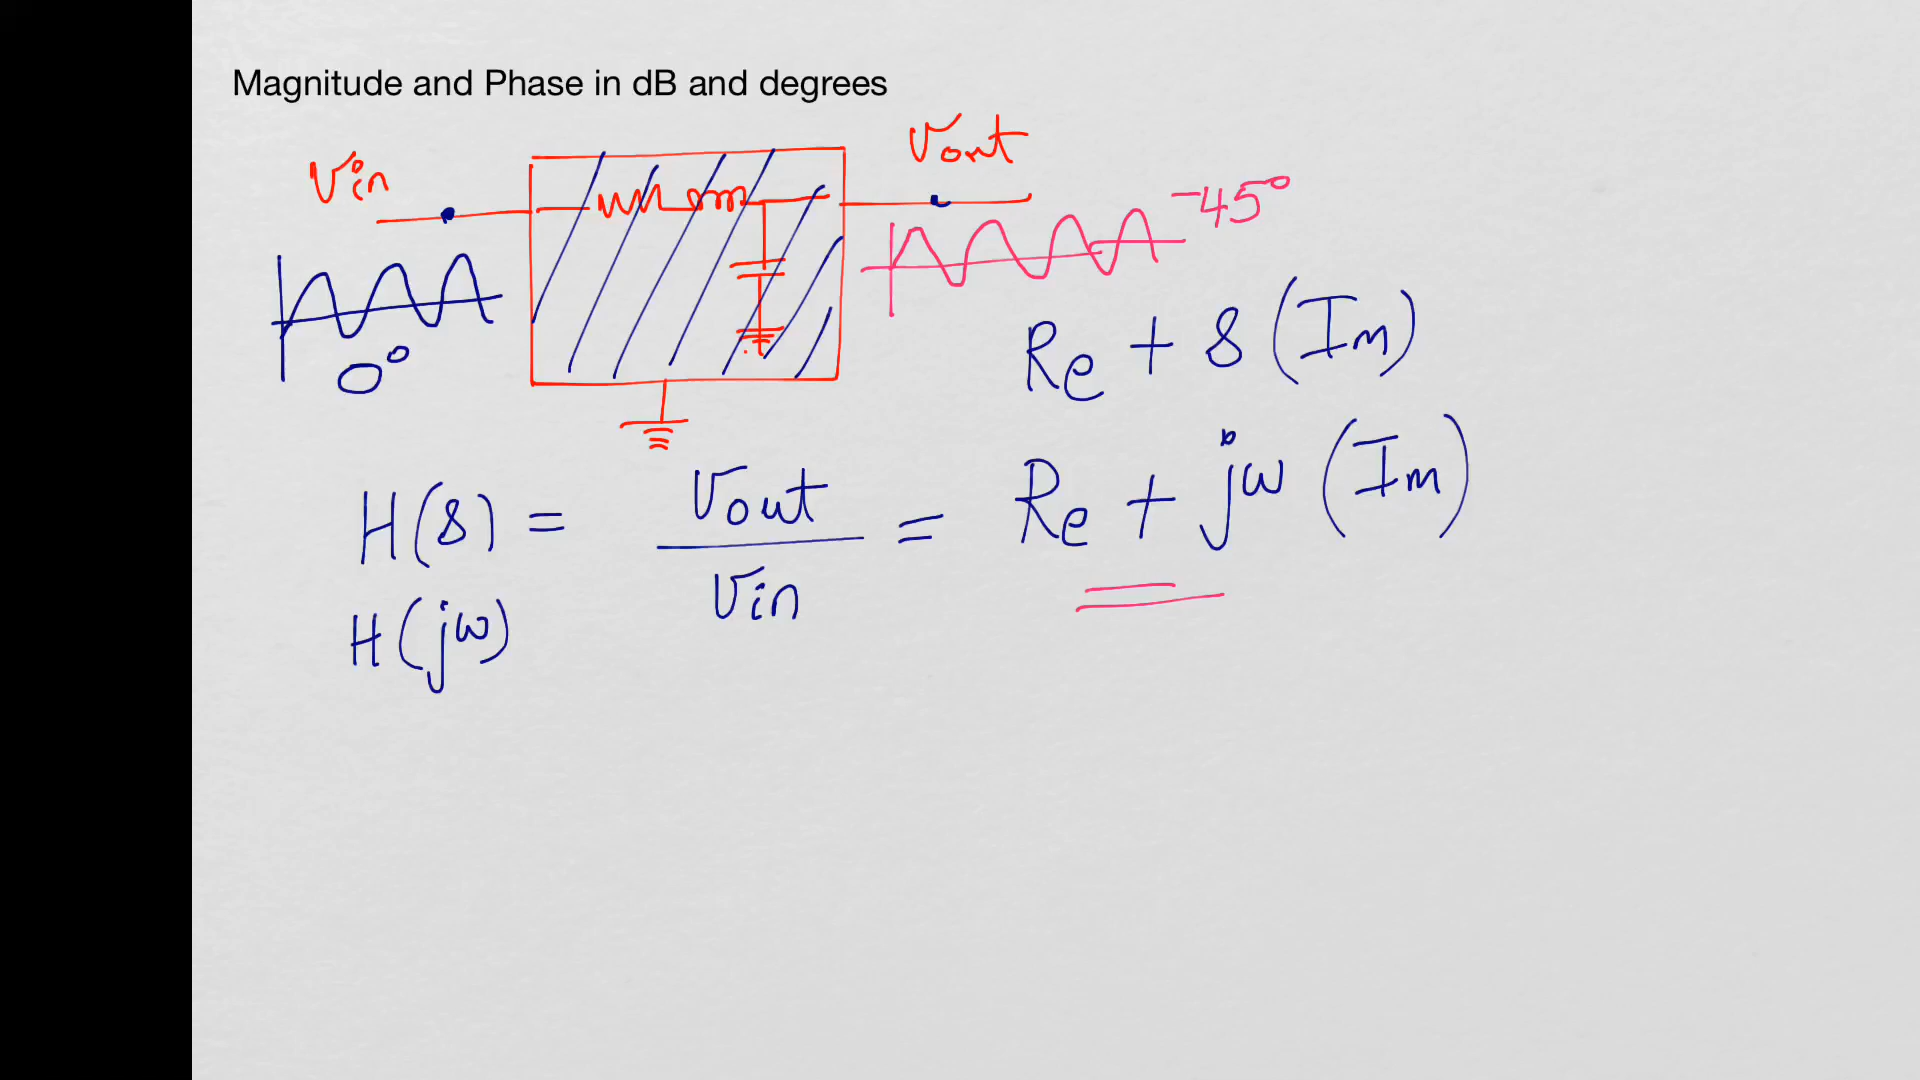 Magnitude and Phase in dB and degrees
Vin
Vout
-45°
0°
Re + s (Im)
H(s) = Vout / Vin = Re + jω (Im)
H(jω)